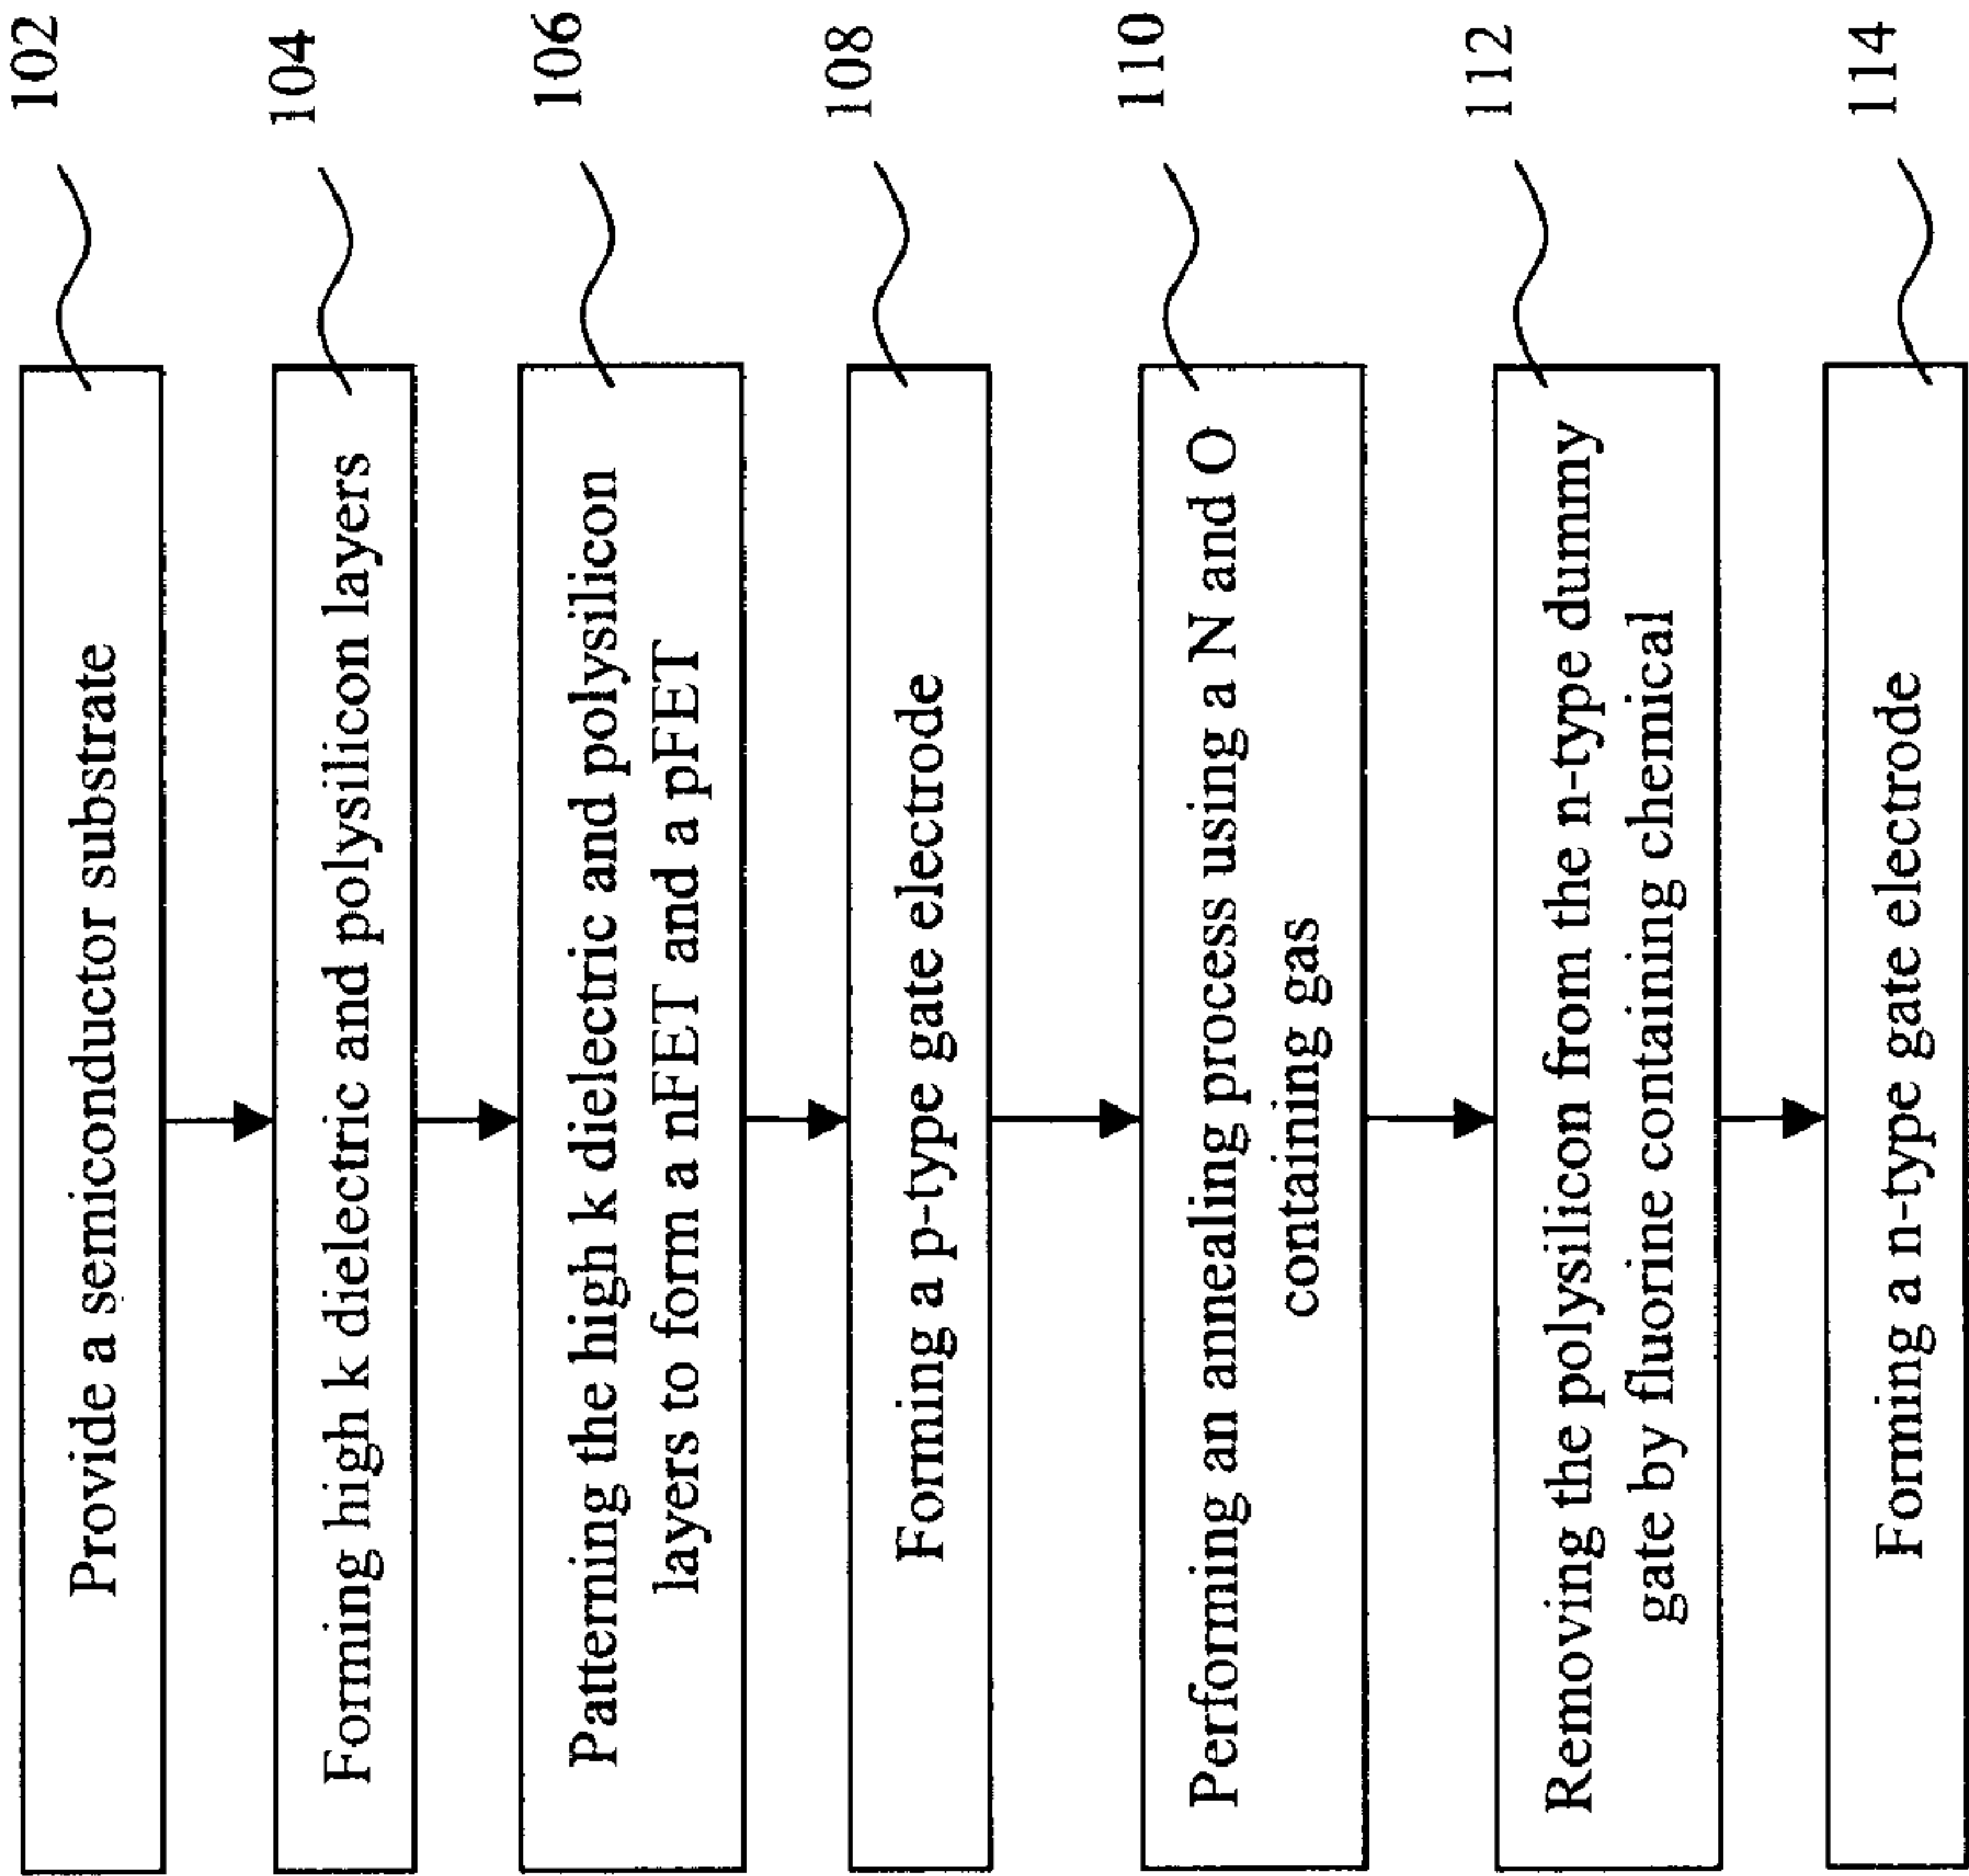 Provide a semiconductor substrate
102
Forming high k dielectric and polysilicon layers
104
Patterning the high k dielectric and polysilicon
layers to form a nFET and a pFET
106
Forming a p-type gate electrode
108
Performing an annealing process using a N and O
containing gas
110
Removing the polysilicon from the n-type dummy
gate by fluorine containing chemical
112
Forming a n-type gate electrode
114